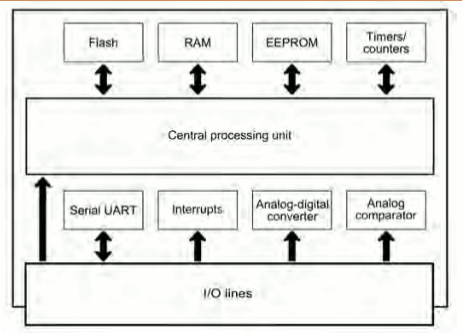 Flash
RAM
EEPROM
Timers/
counters
Central processing unit
Serial UART
Interrupts
Analog-digital
converter
Analog
comparator
I/O lines